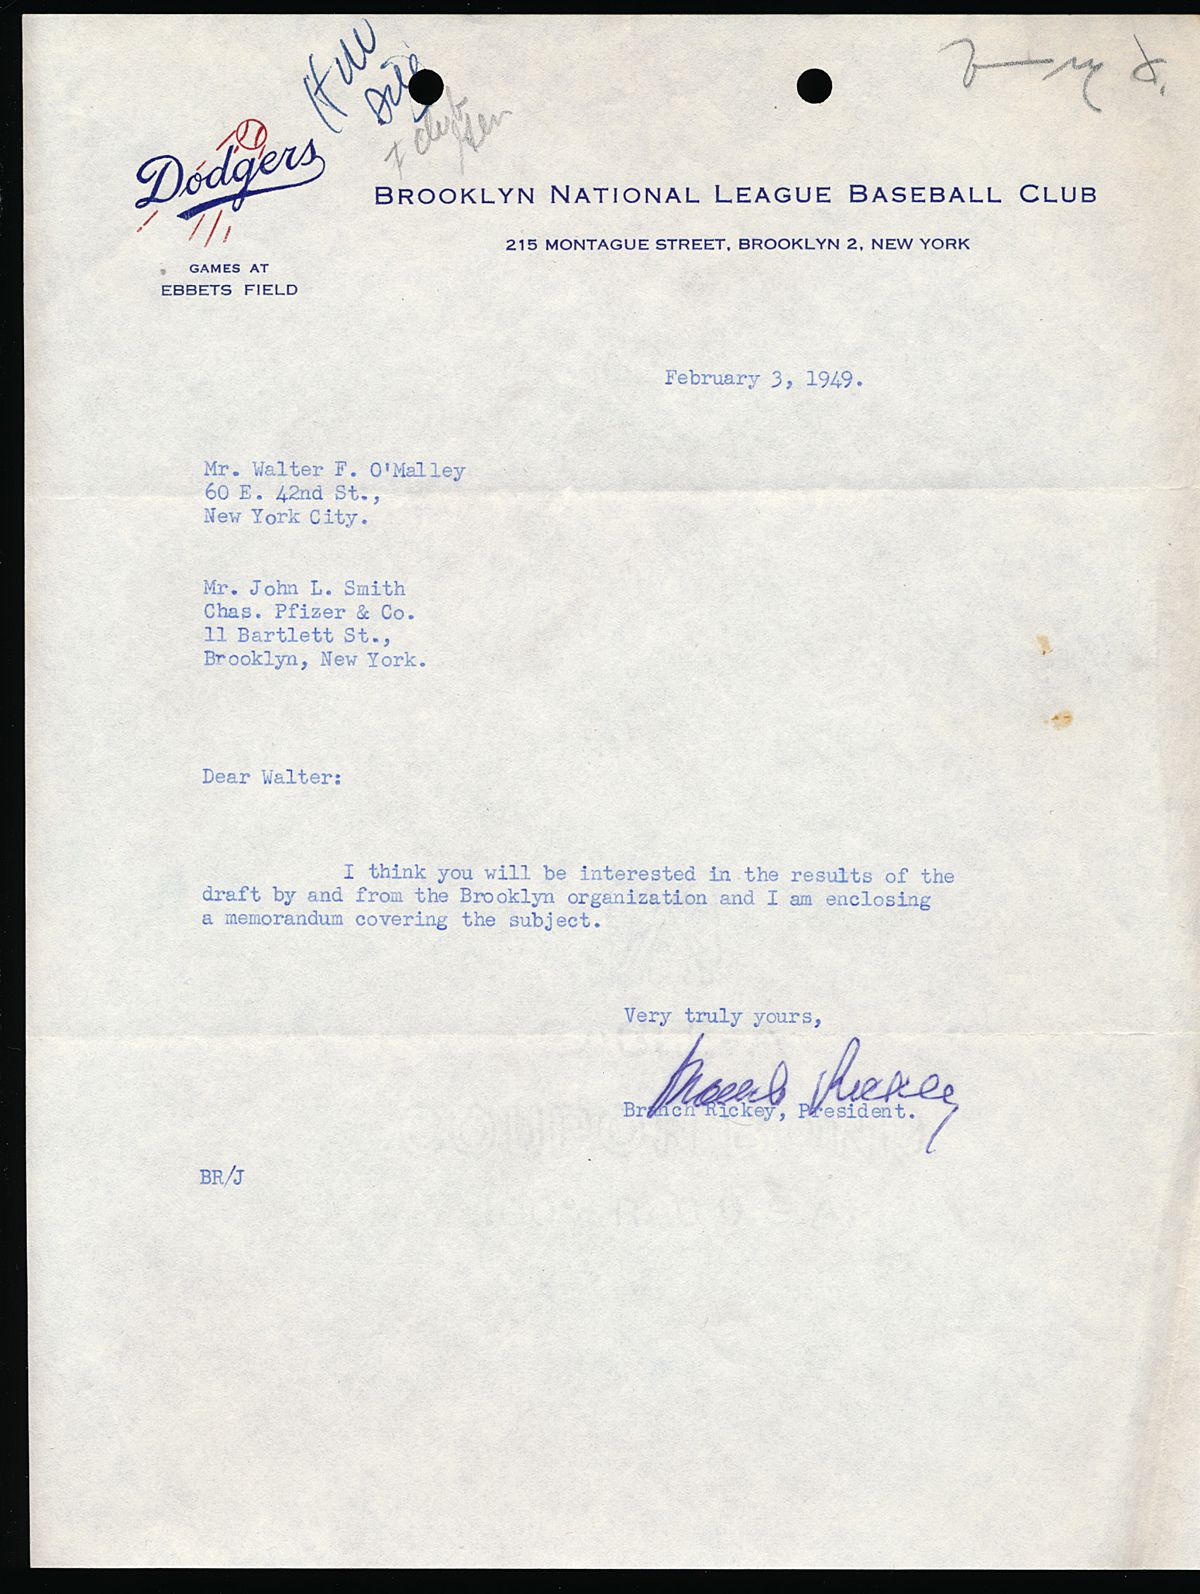 Dodgers
GAMES AT
EBBETS FIELD
BROOKLYN NATIONAL LEAGUE BASEBALL CLUB
215 MONTAGUE STREET, BROOKLYN 2, NEW YORK
February 3, 1949.
Mr. Walter F. O'Malley
60 E. 42nd St.,
New York City.
Mr. John L. Smith
Chas. Pfizer & Co.
11 Bartlett St.,
Brooklyn, New York.
Dear Walter:
I think you will be interested in the results of the
draft by and from the Brooklyn organization and I am enclosing
a memorandum covering the subject.
Very truly yours,
Branch Rickey
Branch Rickey, President.
BR/J